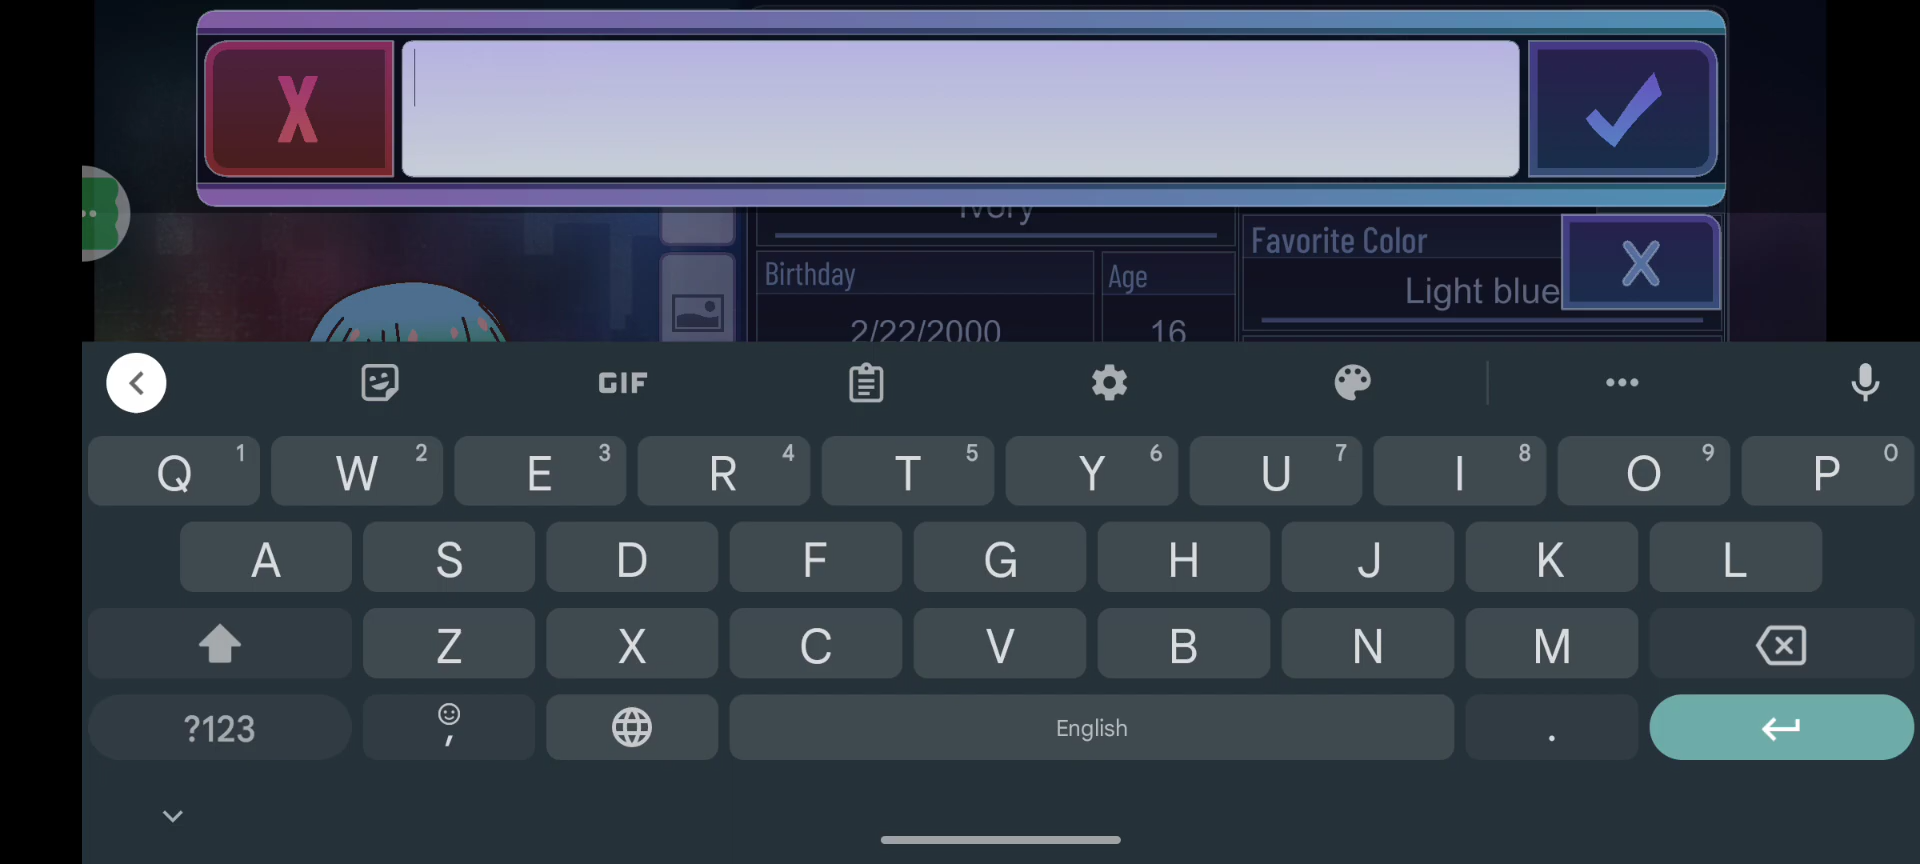 Ivory
Favorite Color
Birthday
Age
Light blue
2/22/2000
16
GIF
Q 1 W 2 E 3 R 4 T 5 Y 6 U 7 I 8 O 9 P 0
A S D F G H J K L
Z X C V B N M
?123 , English .